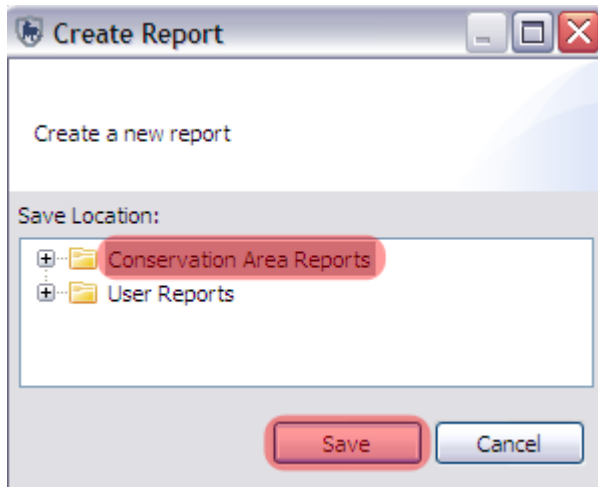 Create Report
Create a new report
Save Location:
Conservation Area Reports
User Reports
Save Cancel